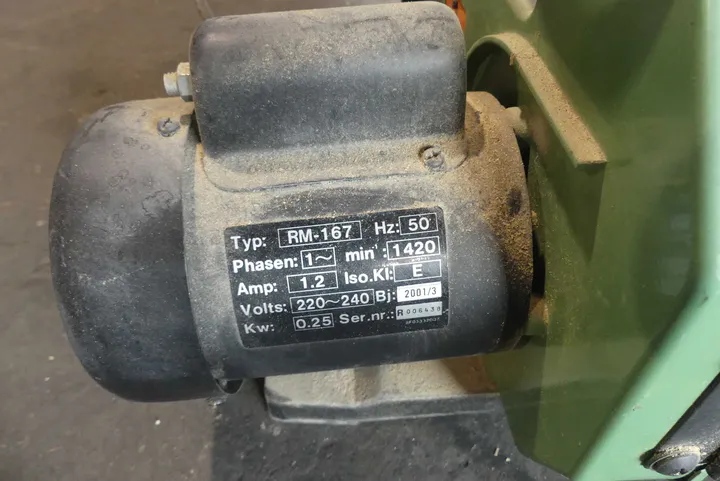 Typ: RM-167 Hz: 50
Phasen: 1~ min⁻¹: 1420
Amp: 1.2 Iso.Kl: E
Volts: 220~240 Bj: 2001/3
Kw: 0.25 Ser.nr.: R006430